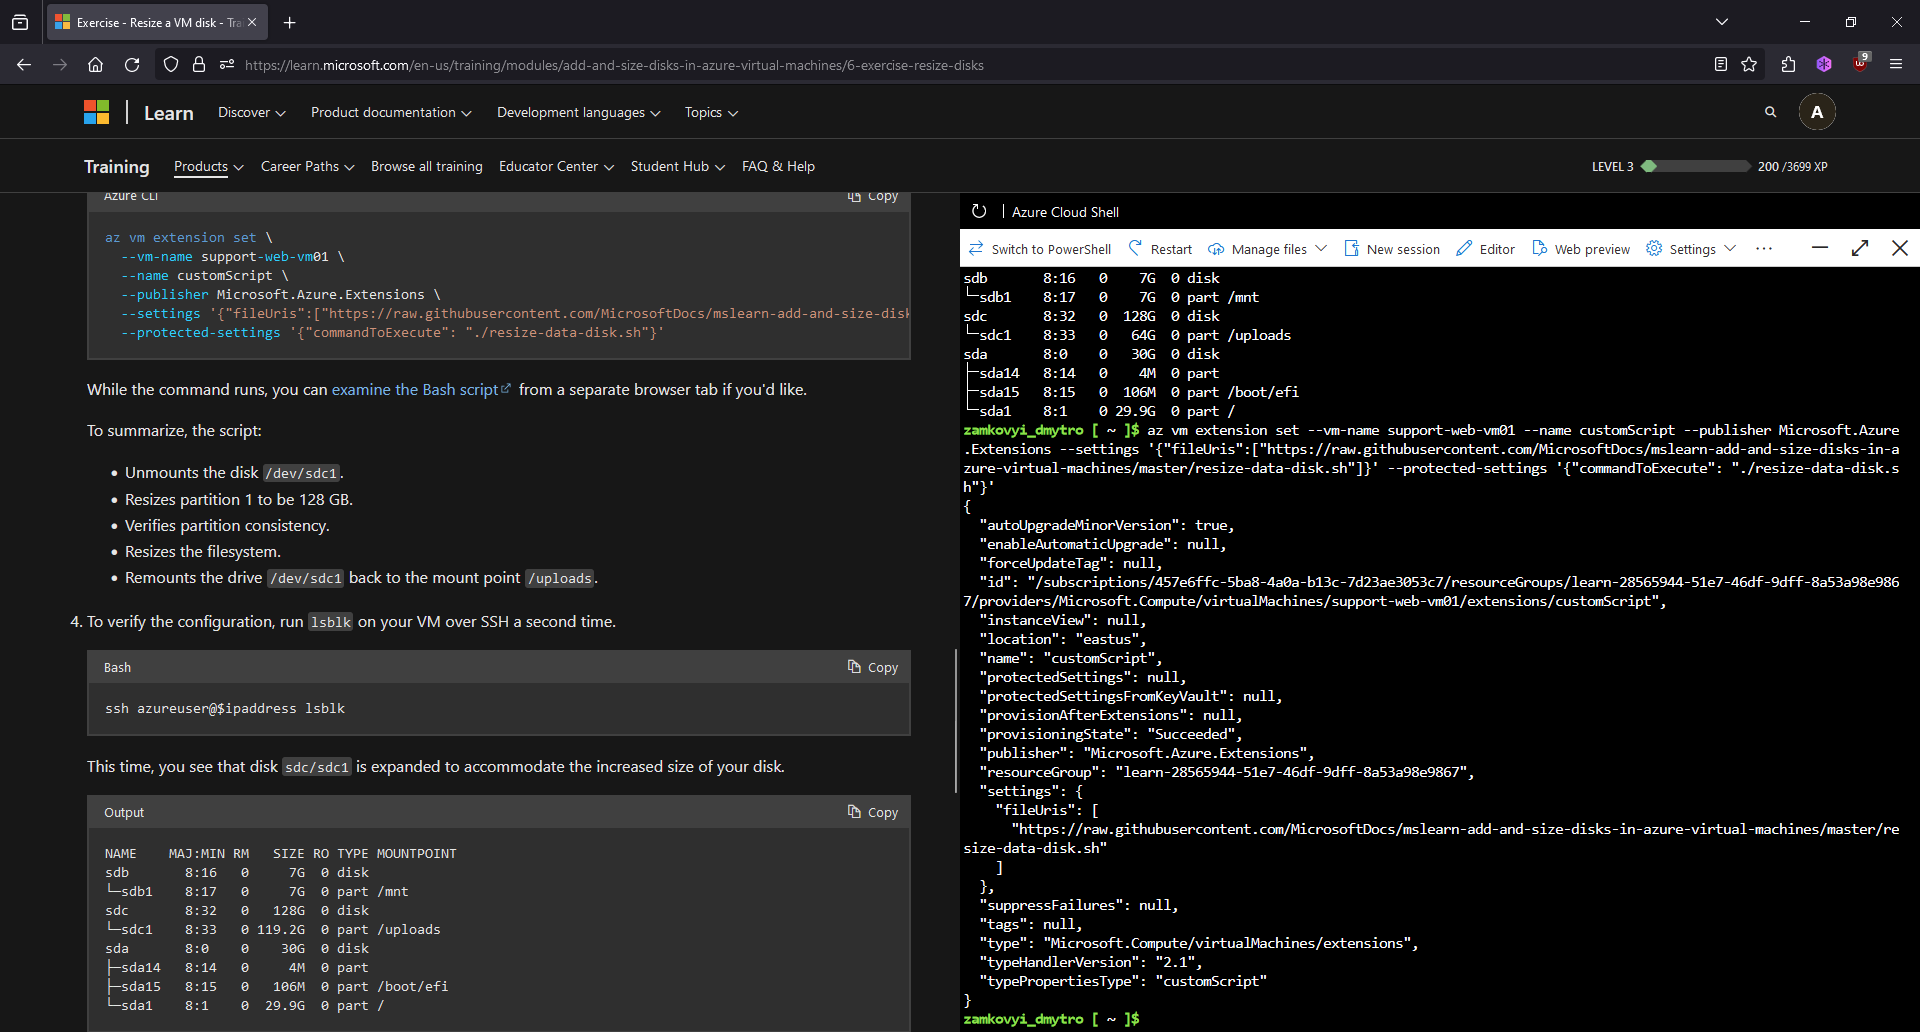 Exercise - Resize a VM disk - Tra
https://learn.microsoft.com/en-us/training/modules/add-and-size-disks-in-azure-virtual-machines/6-exercise-resize-disks
9
Learn
Discover
Product documentation
Development languages
Topics
A
Training
Products
Career Paths
Browse all training
Educator Center
Student Hub
FAQ & Help
LEVEL 3
200 /3699 XP
Azure CLI
Copy
az vm extension set \
--vm-name support-web-vm01 \
--name customScript \
--publisher Microsoft.Azure.Extensions \
--settings '{"fileUris":["https://raw.githubusercontent.com/MicrosoftDocs/mslearn-add-and-size-disk
--protected-settings '{"commandToExecute": "./resize-data-disk.sh"}'
While the command runs, you can examine the Bash script from a separate browser tab if you'd like.
To summarize, the script:
• Unmounts the disk /dev/sdc1.
• Resizes partition 1 to be 128 GB.
• Verifies partition consistency.
• Resizes the filesystem.
• Remounts the drive /dev/sdc1 back to the mount point /uploads.
4. To verify the configuration, run lsblk on your VM over SSH a second time.
Bash
Copy
ssh azureuser@$ipaddress lsblk
This time, you see that disk sdc/sdc1 is expanded to accommodate the increased size of your disk.
Output
Copy
NAME    MAJ:MIN RM   SIZE RO TYPE MOUNTPOINT
sdb       8:16   0     7G  0 disk
└─sdb1    8:17   0     7G  0 part /mnt
sdc       8:32   0   128G  0 disk
└─sdc1    8:33   0 119.2G  0 part /uploads
sda       8:0    0    30G  0 disk
├─sda14   8:14   0     4M  0 part
├─sda15   8:15   0   106M  0 part /boot/efi
└─sda1    8:1    0  29.9G  0 part /
Azure Cloud Shell
Switch to PowerShell
Restart
Manage files
New session
Editor
Web preview
Settings
sdb       8:16   0    7G  0 disk
└─sdb1    8:17   0    7G  0 part /mnt
sdc       8:32   0  128G  0 disk
└─sdc1    8:33   0   64G  0 part /uploads
sda       8:0    0   30G  0 disk
├─sda14   8:14   0    4M  0 part
├─sda15   8:15   0  106M  0 part /boot/efi
└─sda1    8:1    0 29.9G  0 part /
zamkovyi_dmytro [ ~ ]$ az vm extension set --vm-name support-web-vm01 --name customScript --publisher Microsoft.Azure
.Extensions --settings '{"fileUris":["https://raw.githubusercontent.com/MicrosoftDocs/mslearn-add-and-size-disks-in-a
zure-virtual-machines/master/resize-data-disk.sh"]}' --protected-settings '{"commandToExecute": "./resize-data-disk.s
h"}'
{
"autoUpgradeMinorVersion": true,
"enableAutomaticUpgrade": null,
"forceUpdateTag": null,
"id": "/subscriptions/457e6ffc-5ba8-4a0a-b13c-7d23ae3053c7/resourceGroups/learn-28565944-51e7-46df-9dff-8a53a98e986
7/providers/Microsoft.Compute/virtualMachines/support-web-vm01/extensions/customScript",
"instanceView": null,
"location": "eastus",
"name": "customScript",
"protectedSettings": null,
"protectedSettingsFromKeyVault": null,
"provisionAfterExtensions": null,
"provisioningState": "Succeeded",
"publisher": "Microsoft.Azure.Extensions",
"resourceGroup": "learn-28565944-51e7-46df-9dff-8a53a98e9867",
"settings": {
"fileUris": [
"https://raw.githubusercontent.com/MicrosoftDocs/mslearn-add-and-size-disks-in-azure-virtual-machines/master/re
size-data-disk.sh"
]
},
"suppressFailures": null,
"tags": null,
"type": "Microsoft.Compute/virtualMachines/extensions",
"typeHandlerVersion": "2.1",
"typePropertiesType": "customScript"
}
zamkovyi_dmytro [ ~ ]$